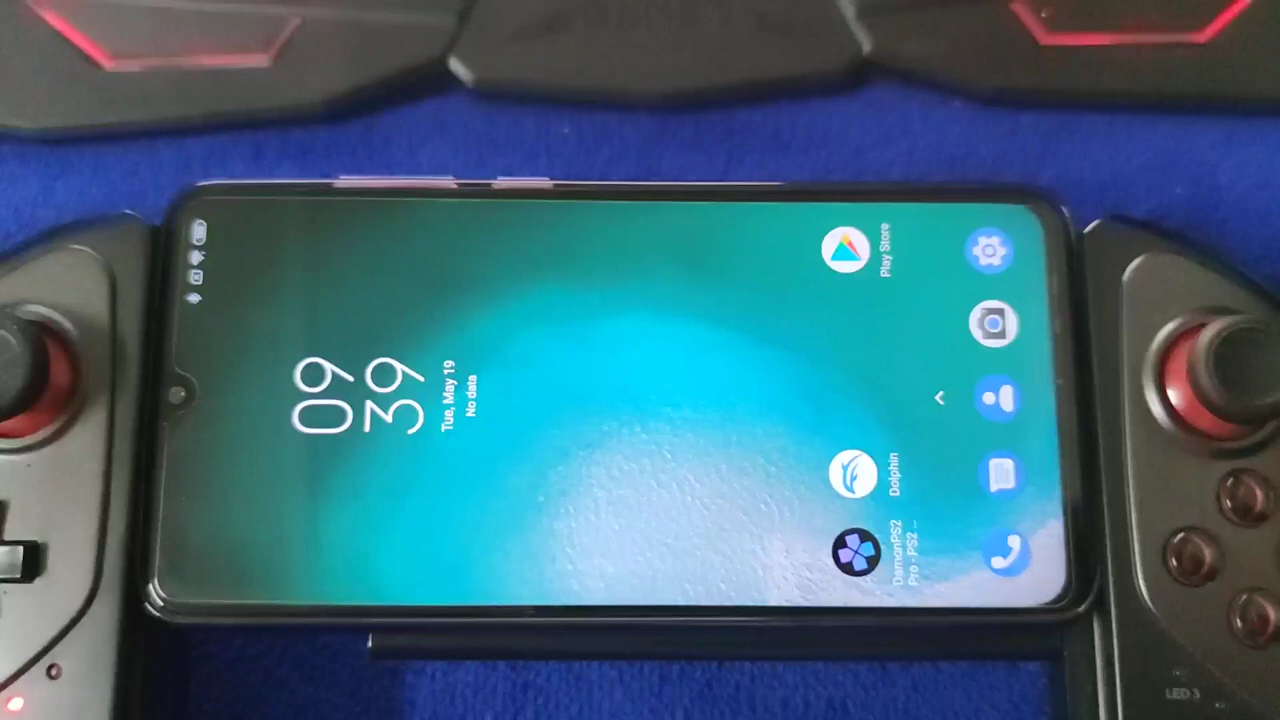 09
39
Tue, May 19
No data
Play Store
Dolphin
DamonPS2
Pro - PS2 ...
LED 3